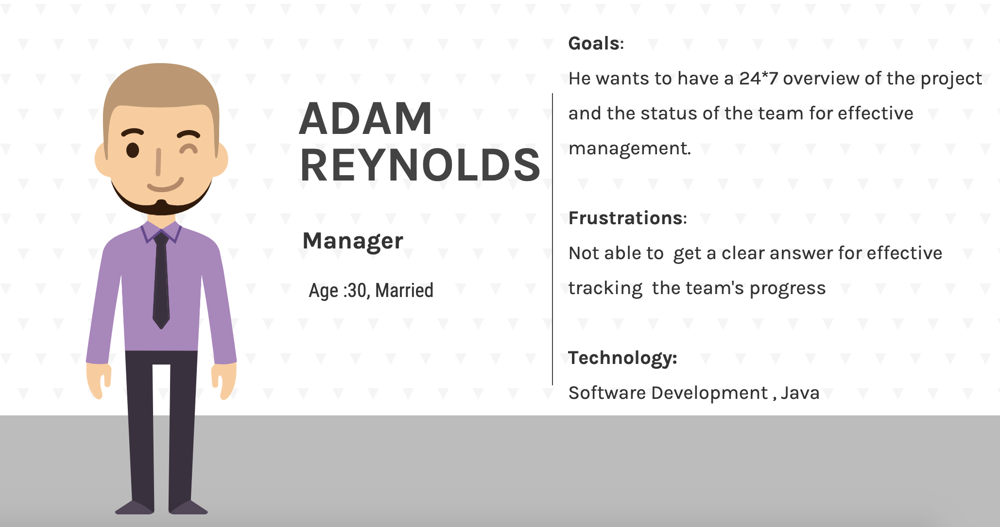 ADAM
REYNOLDS
Manager
Age :30, Married
Goals:
He wants to have a 24*7 overview of the project
and the status of the team for effective
management.
Frustrations:
Not able to  get a clear answer for effective
tracking  the team's progress
Technology:
Software Development , Java